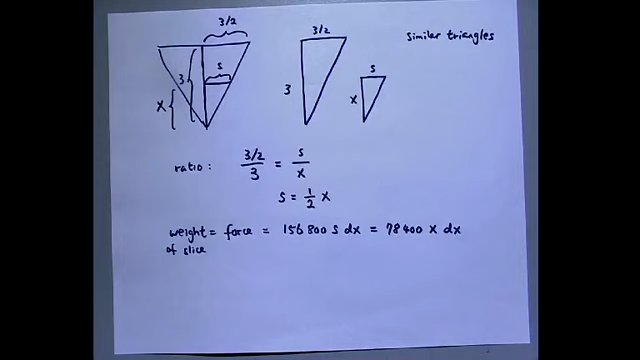 3/2
3/2
similar triangles
3
s
x
3
s
x
ratio: 3/2 / 3 = s / x
s = 1/2 x
weight = force = 156 800 s dx = 78 400 x dx
of slice